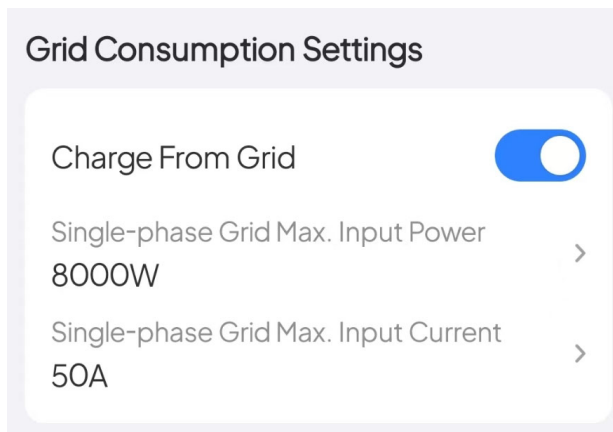 Grid Consumption Settings
Charge From Grid
Single-phase Grid Max. Input Power
8000W
Single-phase Grid Max. Input Current
50A